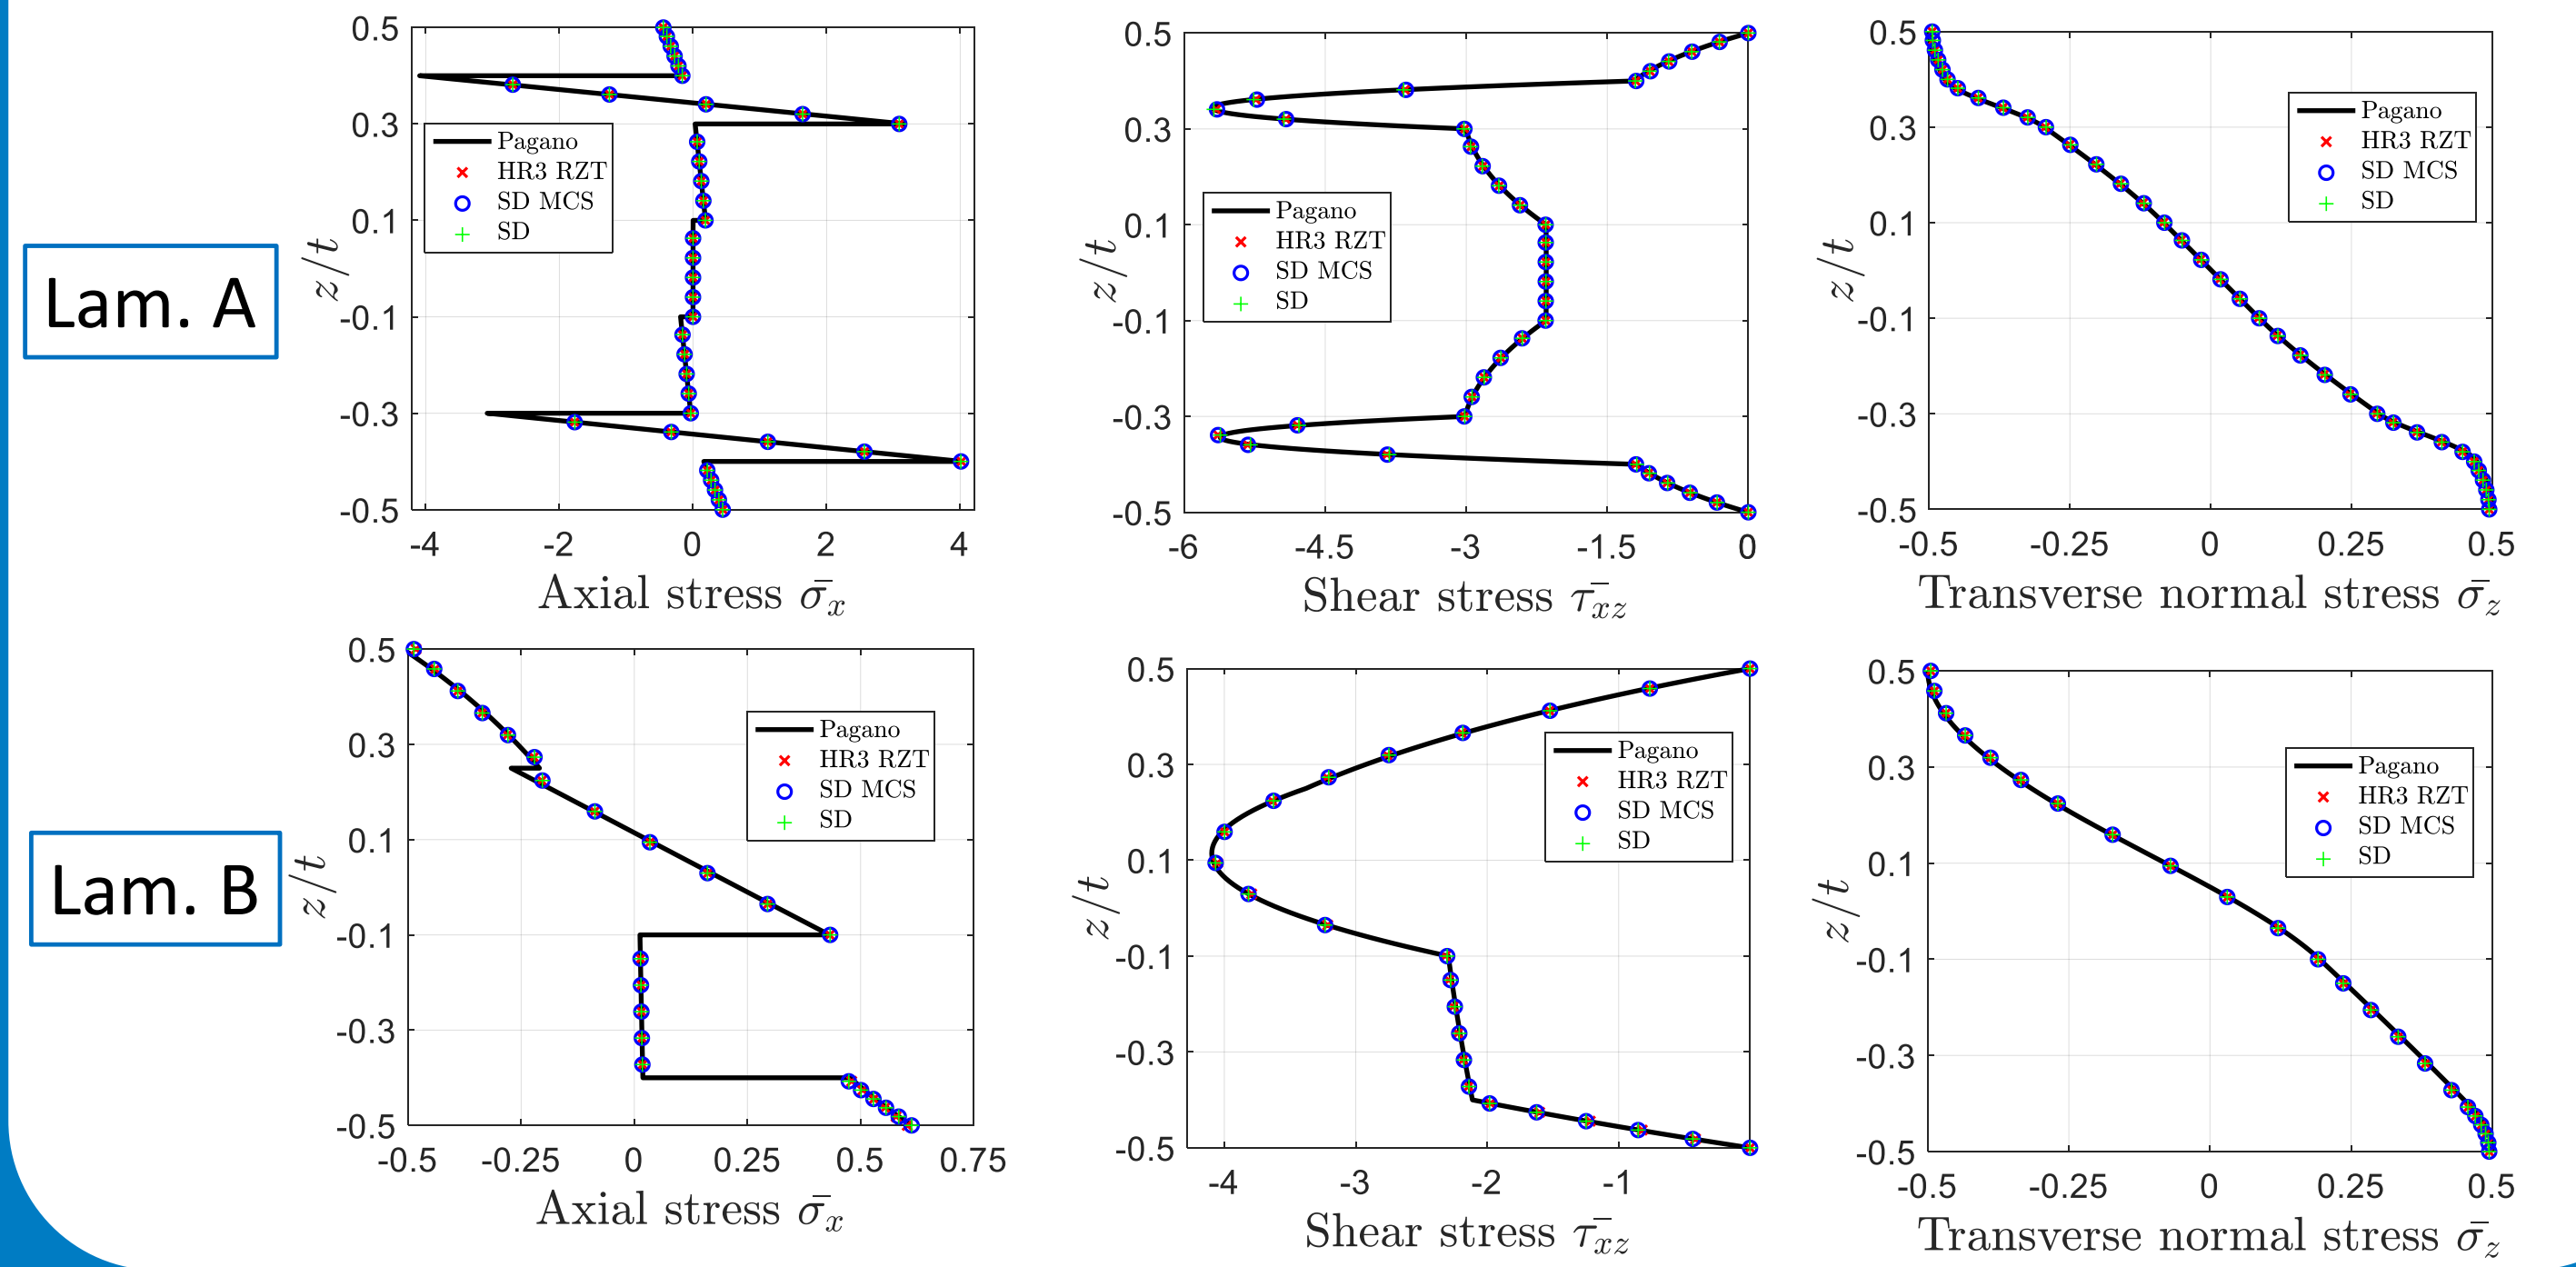 Lam. A
0.5
0.3
0.1
-0.1
-0.3
-0.5
z/t
-4
-2
0
2
4
Axial stress σ̄ₓ
Pagano
HR3 RZT
SD MCS
SD
0.5
0.3
0.1
-0.1
-0.3
-0.5
z/t
-6
-4.5
-3
-1.5
0
Shear stress τ̄ₓz
Pagano
HR3 RZT
SD MCS
SD
0.5
0.3
0.1
-0.1
-0.3
-0.5
z/t
-0.5
-0.25
0
0.25
0.5
Transverse normal stress σ̄z
Pagano
HR3 RZT
SD MCS
SD
Lam. B
0.5
0.3
0.1
-0.1
-0.3
-0.5
z/t
-0.5
-0.25
0
0.25
0.5
0.75
Axial stress σ̄ₓ
Pagano
HR3 RZT
SD MCS
SD
0.5
0.3
0.1
-0.1
-0.3
-0.5
z/t
-4
-3
-2
-1
Shear stress τ̄ₓz
Pagano
HR3 RZT
SD MCS
SD
0.5
0.3
0.1
-0.1
-0.3
-0.5
z/t
-0.5
-0.25
0
0.25
0.5
Transverse normal stress σ̄z
Pagano
HR3 RZT
SD MCS
SD